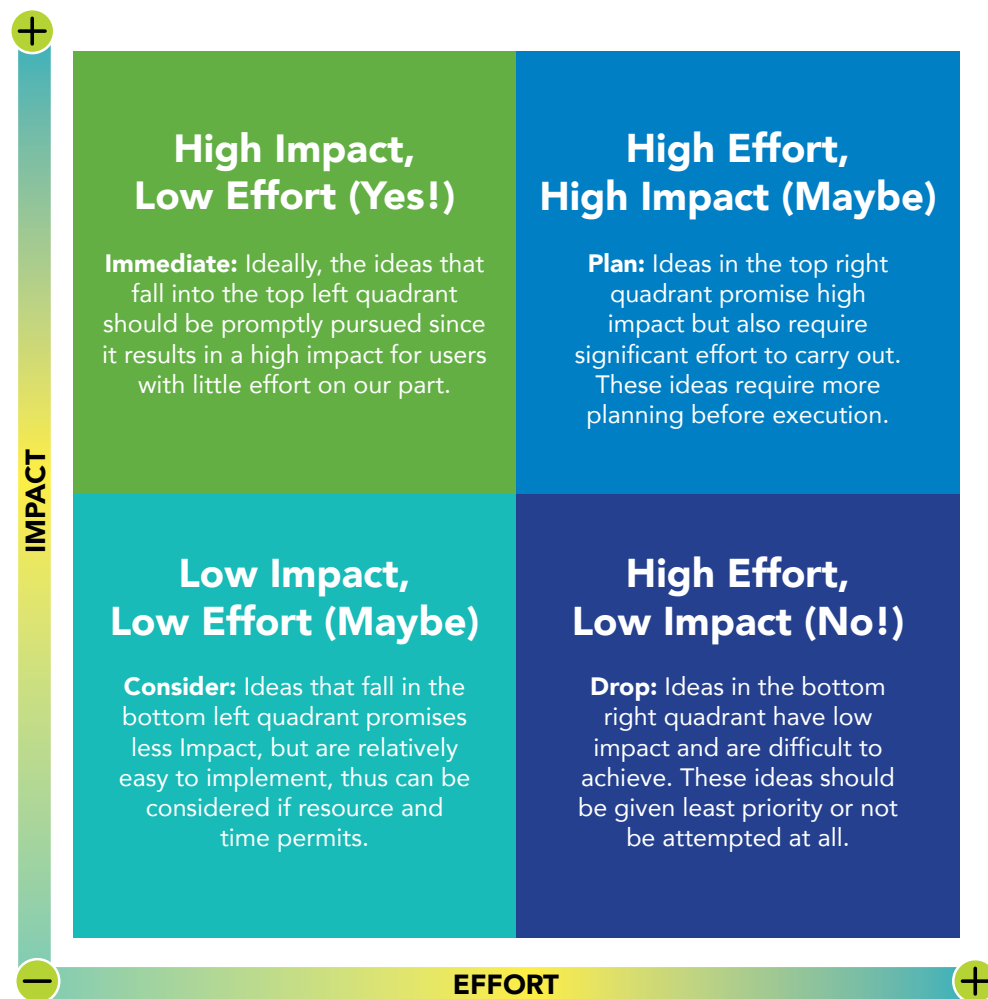 High Impact,
Low Effort (Yes!)
Immediate: Ideally, the ideas that
fall into the top left quadrant
should be promptly pursued since
it results in a high impact for users
with little effort on our part.
High Effort,
High Impact (Maybe)
Plan: Ideas in the top right
quadrant promise high
impact but also require
significant effort to carry out.
These ideas require more
planning before execution.
IMPACT
Low Impact,
Low Effort (Maybe)
Consider: Ideas that fall in the
bottom left quadrant promises
less Impact, but are relatively
easy to implement, thus can be
considered if resource and
time permits.
High Effort,
Low Impact (No!)
Drop: Ideas in the bottom
right quadrant have low
impact and are difficult to
achieve. These ideas should
be given least priority or not
be attempted at all.
EFFORT